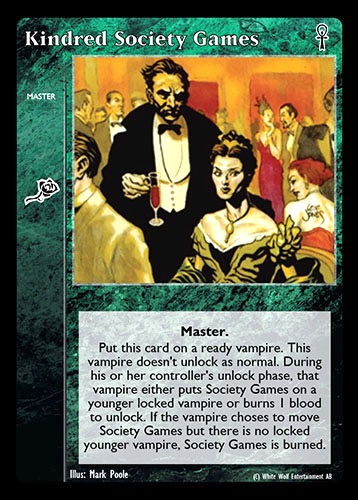 Kindred Society Games
MASTER
Master.
Put this card on a ready vampire. This
vampire doesn't unlock as normal. During
his or her controller's unlock phase, that
vampire either puts Society Games on a
younger locked vampire or burns 1 blood
to unlock. If the vampire choses to move
Society Games but there is no locked
younger vampire, Society Games is burned.
Illus: Mark Poole
(C) White Wolf Entertainment AB